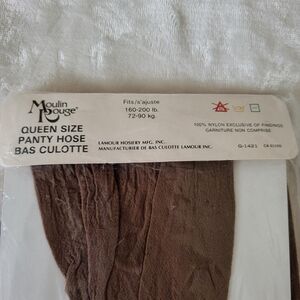 Moulin
Rouge
QUEEN SIZE
PANTY HOSE
BAS CULOTTE
Fits/s'ajuste
160-200 lb.
72-90 kg.
LAMOUR HOSIERY MFG. INC.
MANUFACTURIER DE BAS CULOTTE LAMOUR INC.
100% NYLON EXCLUSIVE OF FINDINGS
GARNITURE NON COMPRISE
G-1421